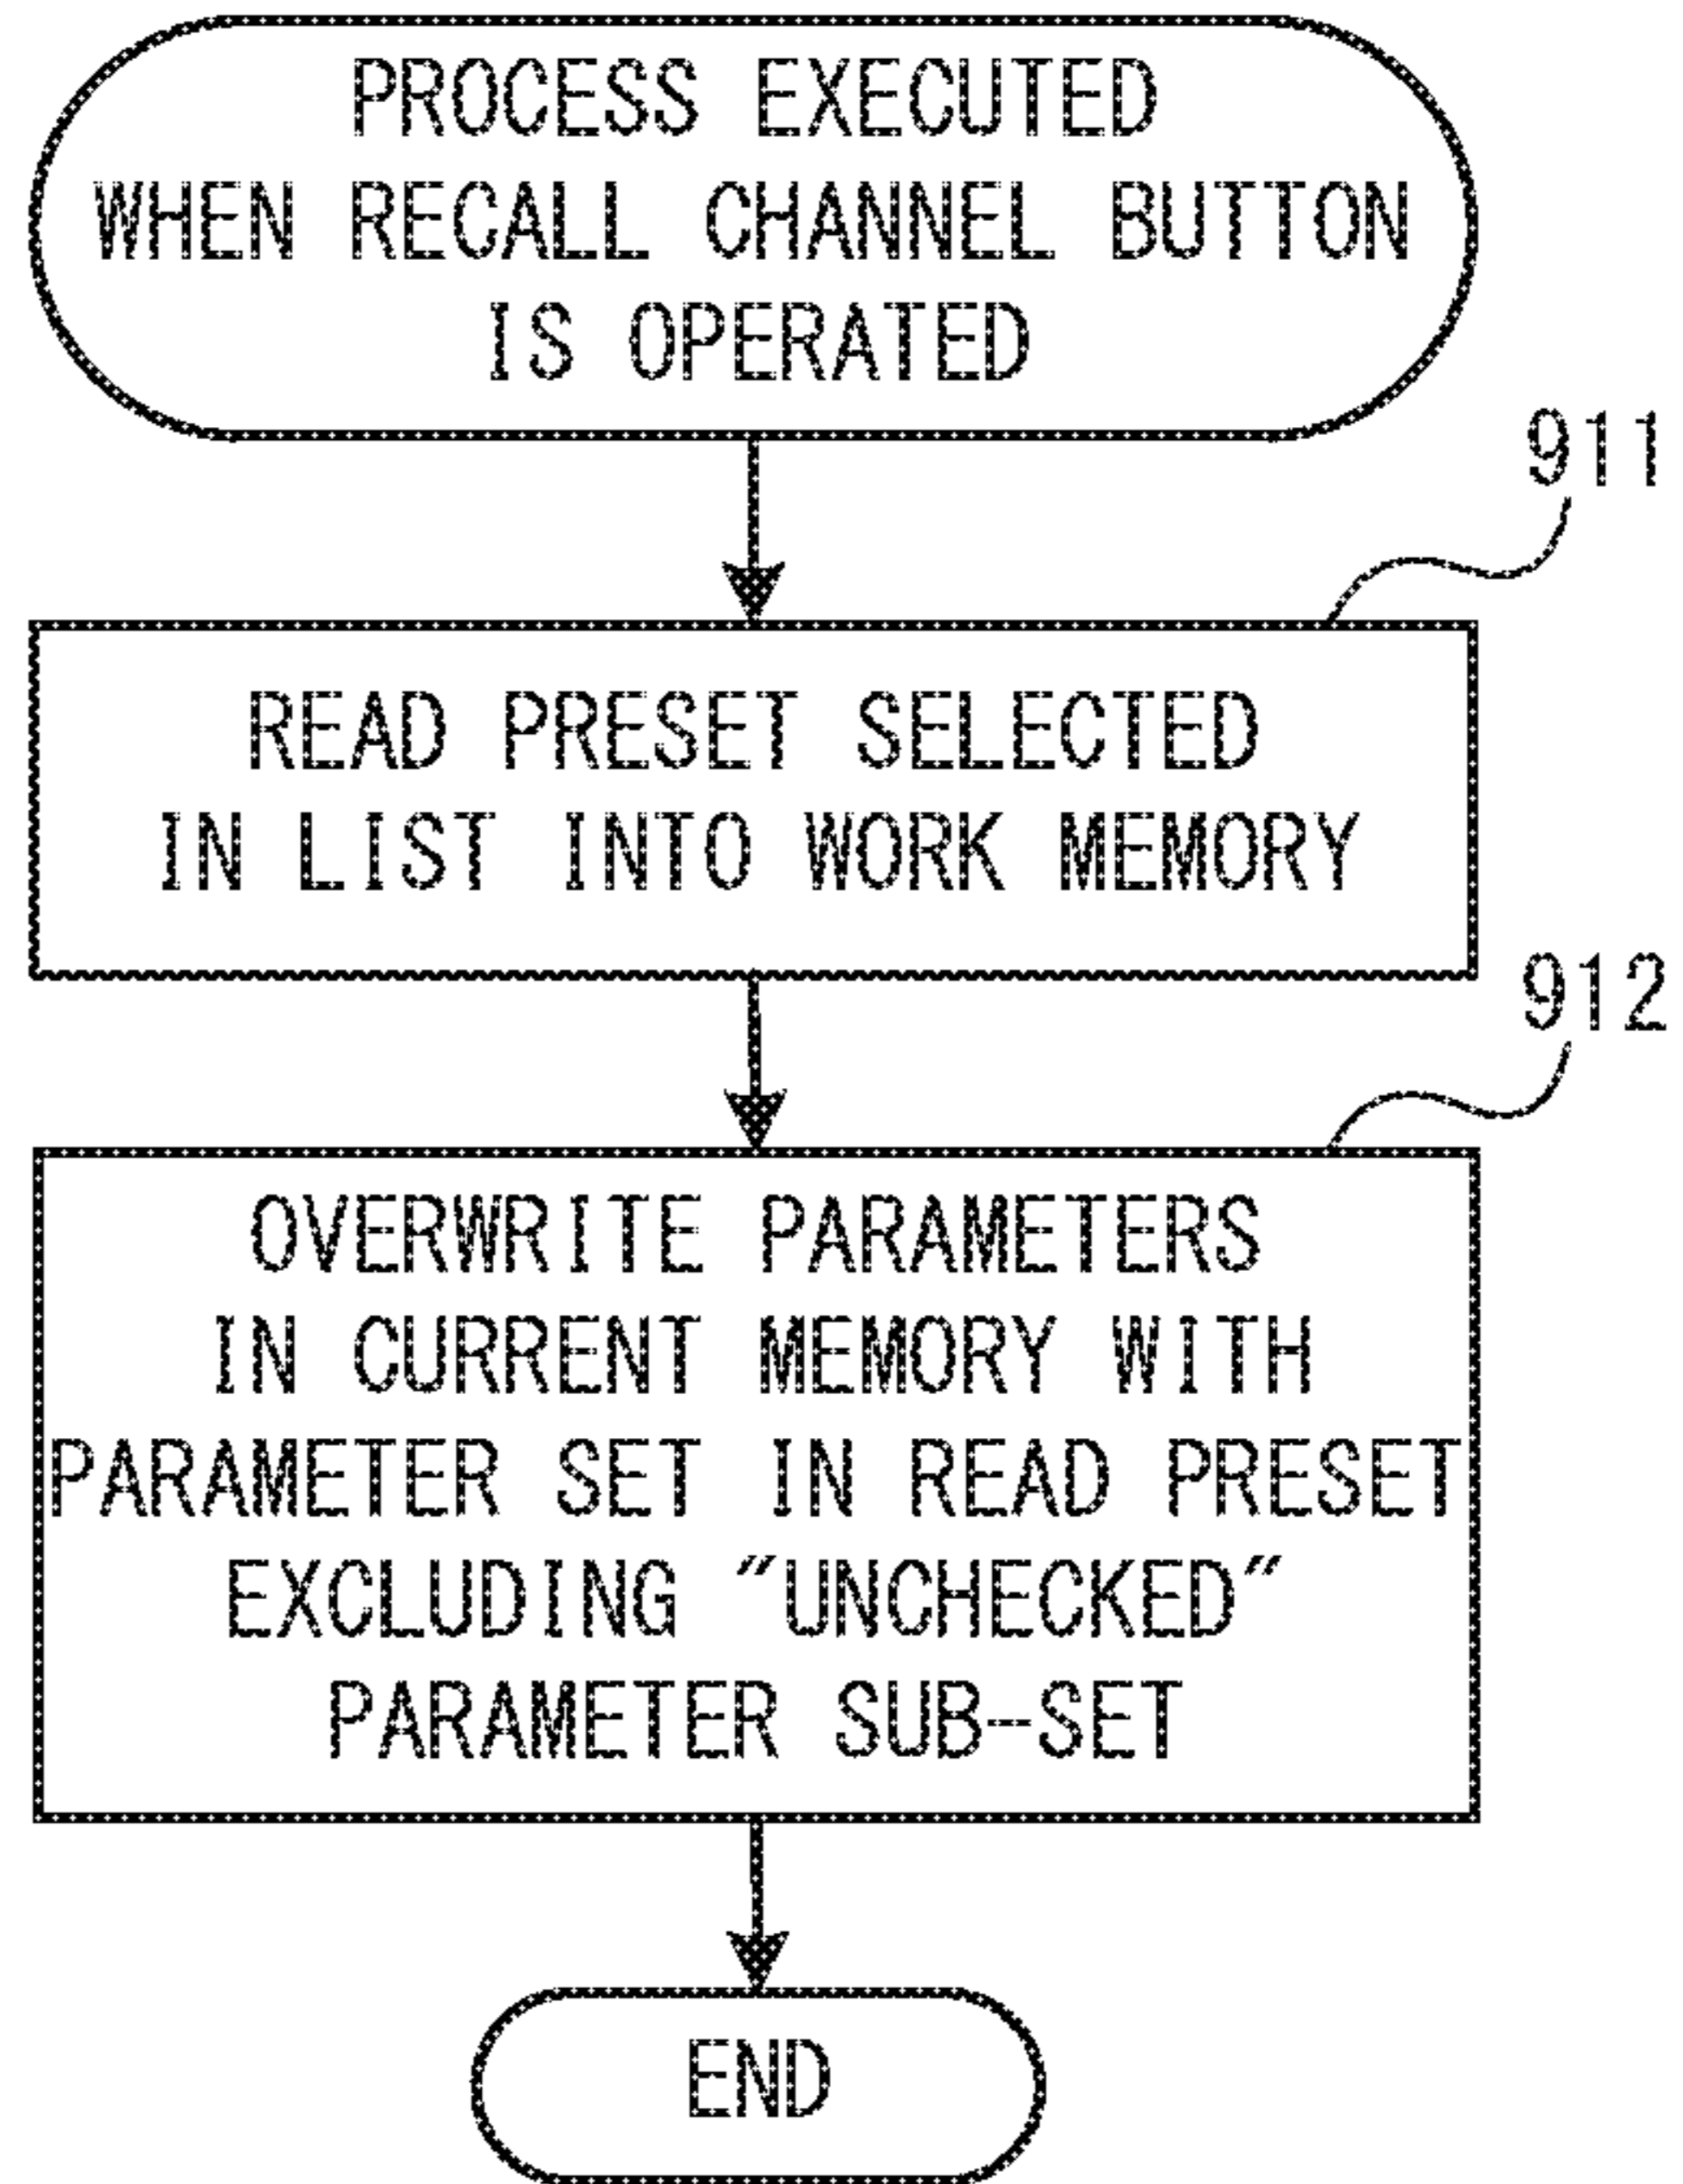 PROCESS EXECUTED
WHEN RECALL CHANNEL BUTTON
IS OPERATED
911
READ PRESET SELECTED
IN LIST INTO WORK MEMORY
912
OVERWRITE PARAMETERS
IN CURRENT MEMORY WITH
PARAMETER SET IN READ PRESET
EXCLUDING "UNCHECKED"
PARAMETER SUB-SET
END